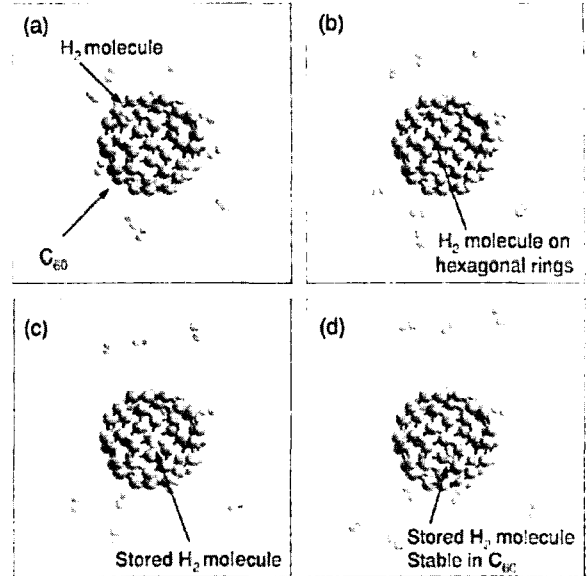 (a)
H₂ molecule
C₆₀
(b)
H₂ molecule on
hexagonal rings
(c)
Stored H₂ molecule
(d)
Stored H₂ molecule
Stable in C₆₀